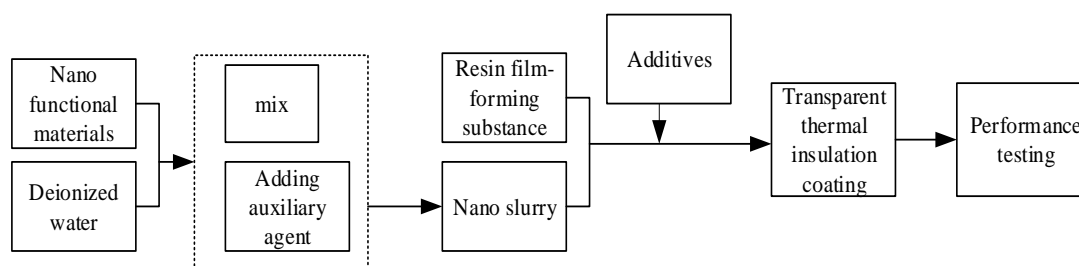 Nano
functional
materials
Deionized
water
mix
Adding
auxiliary
agent
Resin film-
forming
substance
Nano slurry
Additives
Transparent
thermal
insulation
coating
Performance
testing